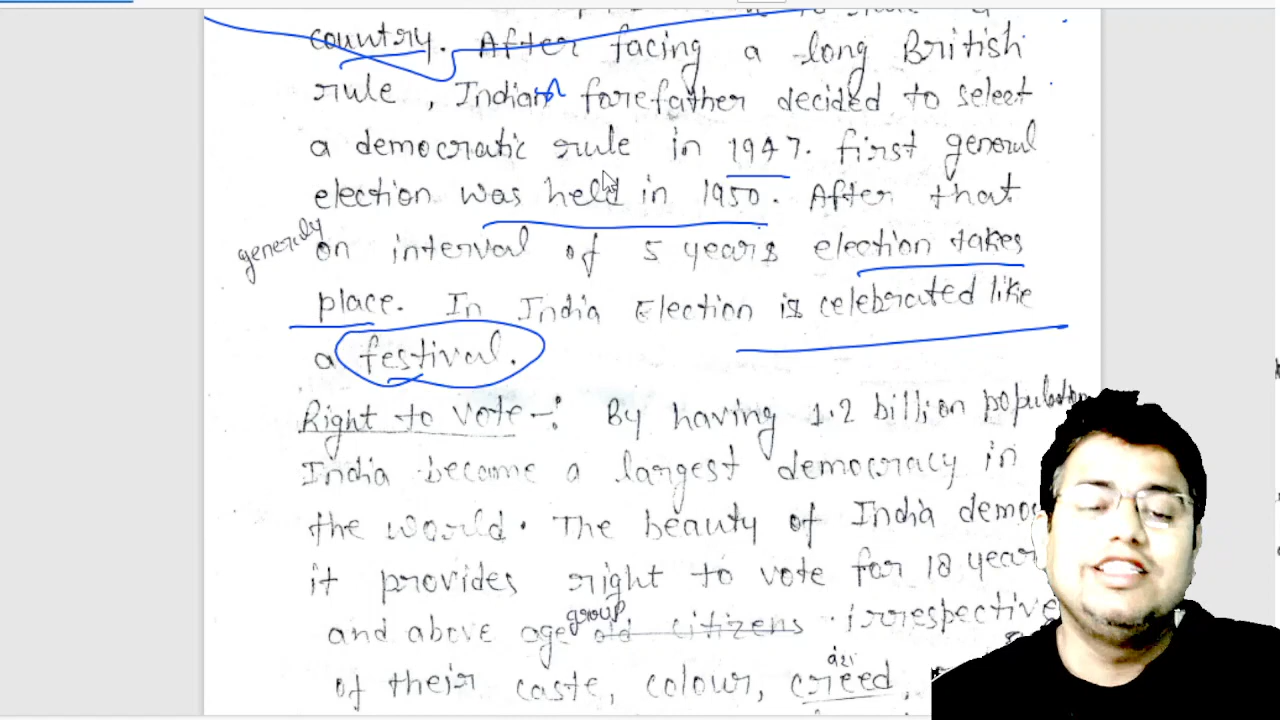 country. After facing a long British
rule, Indian forefather decided to select
a democratic rule in 1947. first general
election was held in 1950. After that
generly on interval of 5 years election takes
place. In India Election is celebrated like
a festival.
Right to Vote -: By having 1.2 billion population
India become a largest democracy in
the world. The beauty of India demo
it provides right to vote for 18 year
group
and above age old citizens irrespective
of their caste, colour, creed,